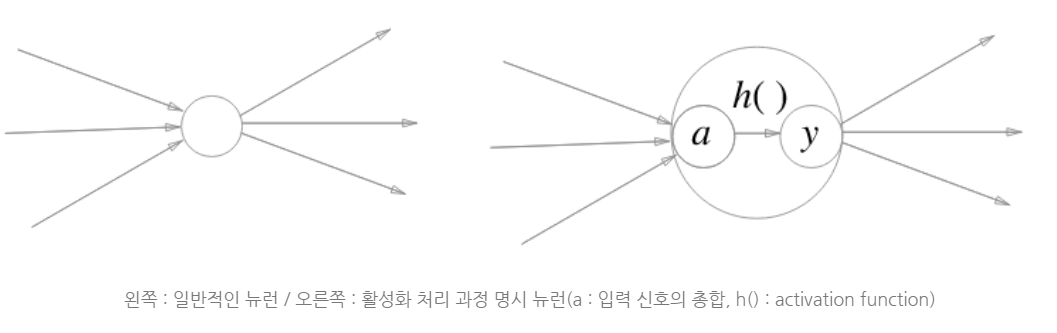 h( )
a
y
왼쪽 : 일반적인 뉴런 / 오른쪽 : 활성화 처리 과정 명시 뉴런(a : 입력 신호의 총합, h() : activation function)